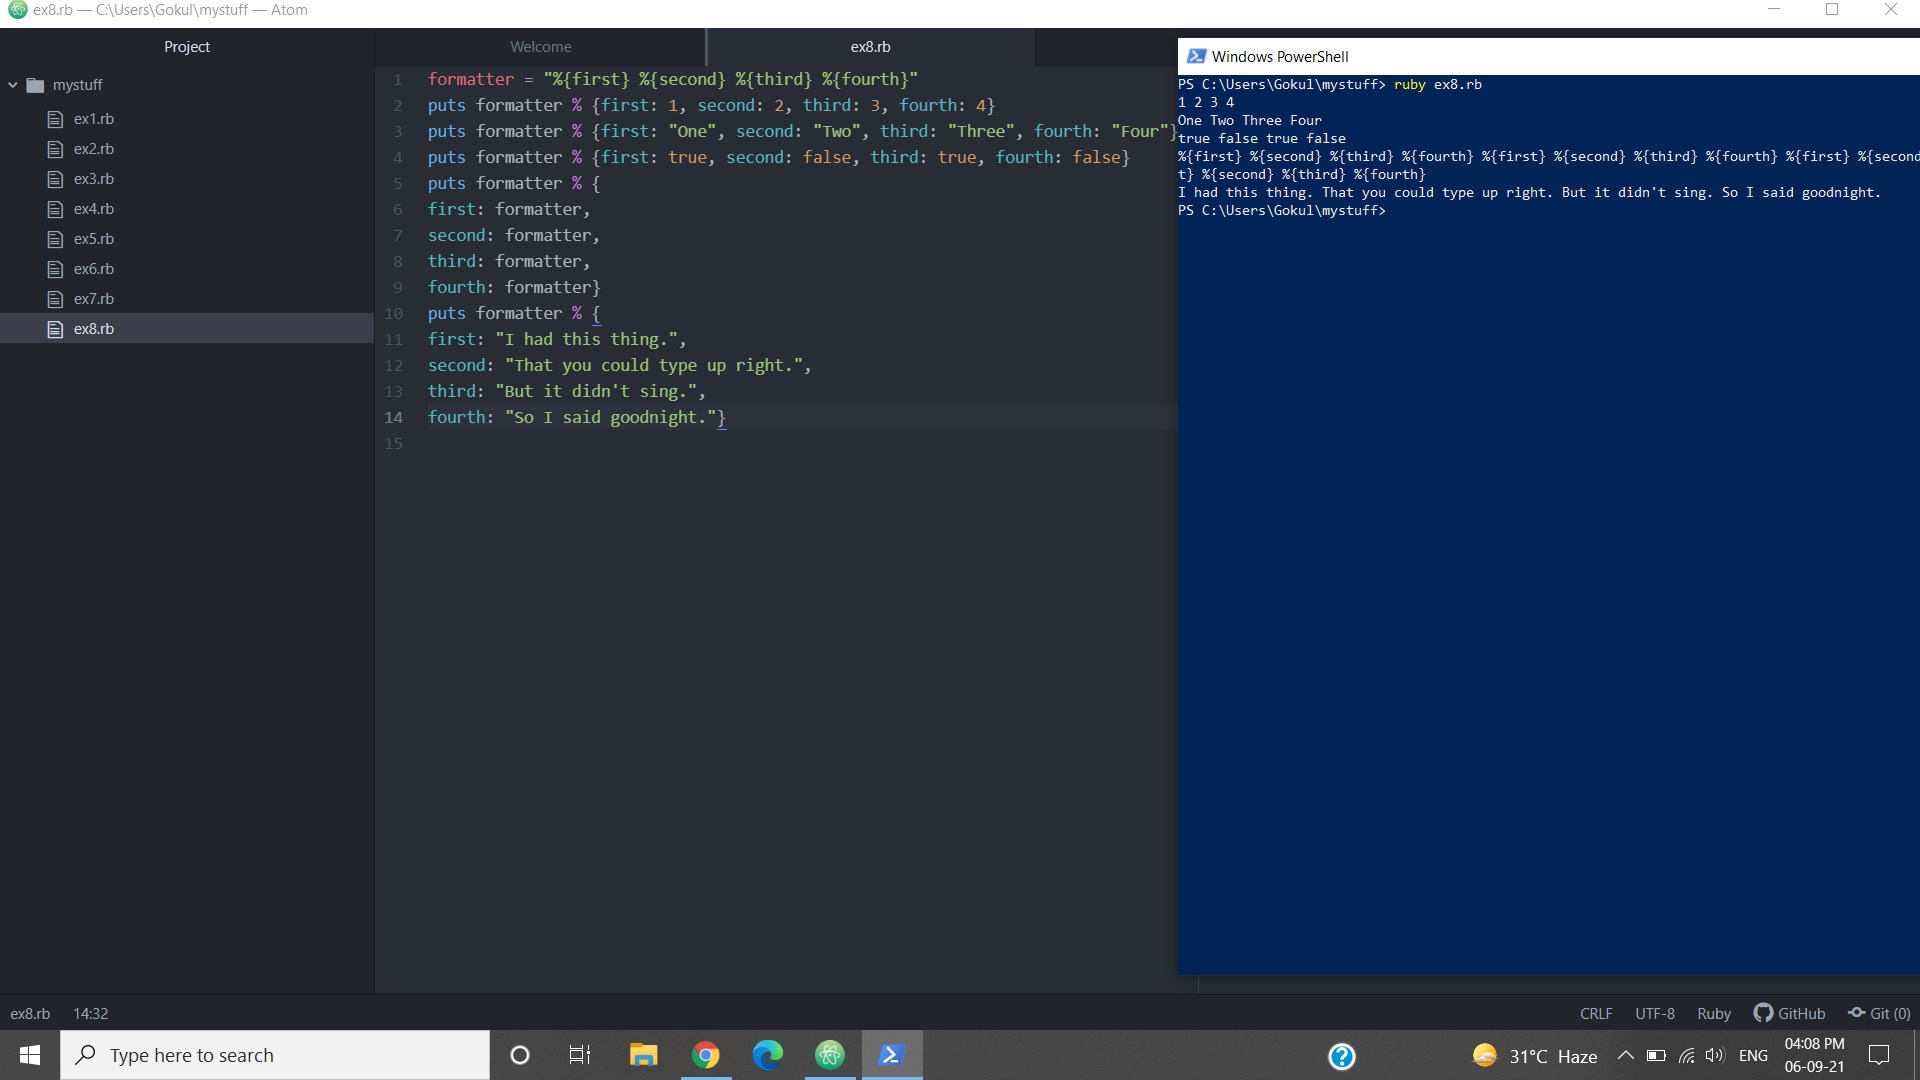 ex8.rb — C:\Users\Gokul\mystuff — Atom
Project
mystuff
ex1.rb
ex2.rb
ex3.rb
ex4.rb
ex5.rb
ex6.rb
ex7.rb
ex8.rb
Welcome
ex8.rb
1 formatter = "%{first} %{second} %{third} %{fourth}"
2 puts formatter % {first: 1, second: 2, third: 3, fourth: 4}
3 puts formatter % {first: "One", second: "Two", third: "Three", fourth: "Four"}
4 puts formatter % {first: true, second: false, third: true, fourth: false}
5 puts formatter % {
6 first: formatter,
7 second: formatter,
8 third: formatter,
9 fourth: formatter}
10 puts formatter % {
11 first: "I had this thing.",
12 second: "That you could type up right.",
13 third: "But it didn't sing.",
14 fourth: "So I said goodnight."}
15
Windows PowerShell
PS C:\Users\Gokul\mystuff> ruby ex8.rb
1 2 3 4
One Two Three Four
true false true false
%{first} %{second} %{third} %{fourth} %{first} %{second} %{third} %{fourth} %{first} %{second
t} %{second} %{third} %{fourth}
I had this thing. That you could type up right. But it didn't sing. So I said goodnight.
PS C:\Users\Gokul\mystuff>
ex8.rb 14:32
CRLF UTF-8 Ruby GitHub Git (0)
Type here to search
31°C Haze
ENG
04:08 PM
06-09-21